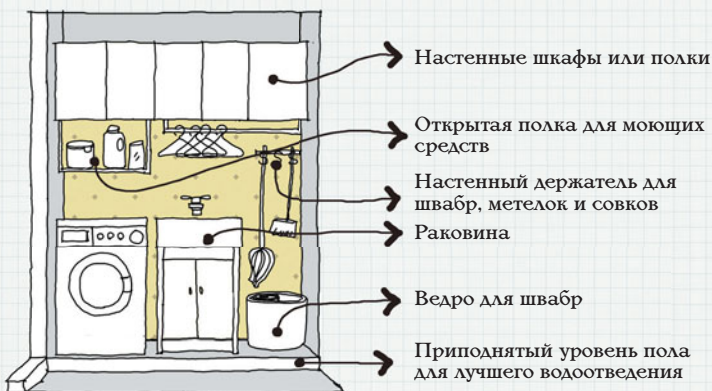 Настенные шкафы или полки
Открытая полка для моющих
средств
Настенный держатель для
швабр, метелок и совков
Раковина
Ведро для швабр
Приподнятый уровень пола
для лучшего водоотведения